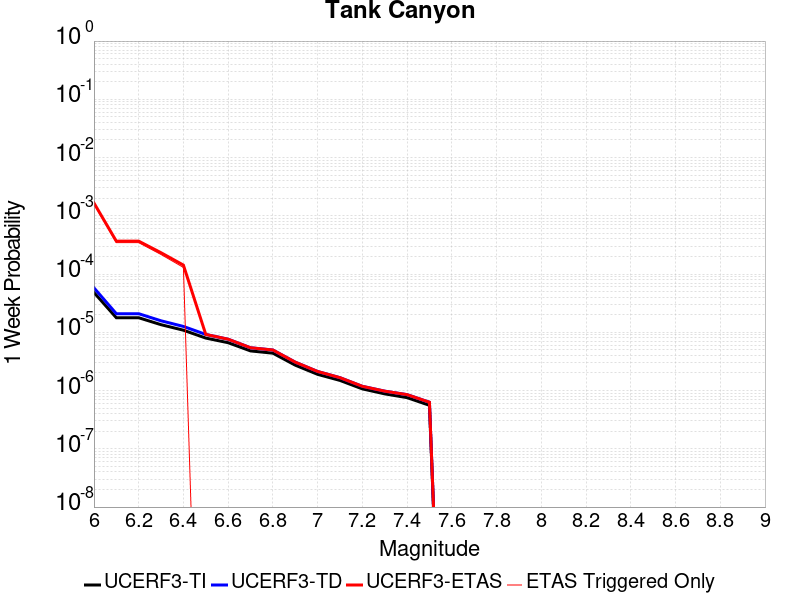 Tank Canyon
10 0
10 -1
10 -2
10 -3
10 -4
10 -5
10 -6
10 -7
10 -8
1 Week Probability
6 6.2 6.4 6.6 6.8 7 7.2 7.4 7.6 7.8 8 8.2 8.4 8.6 8.8 9
Magnitude
UCERF3-TI UCERF3-TD UCERF3-ETAS ETAS Triggered Only